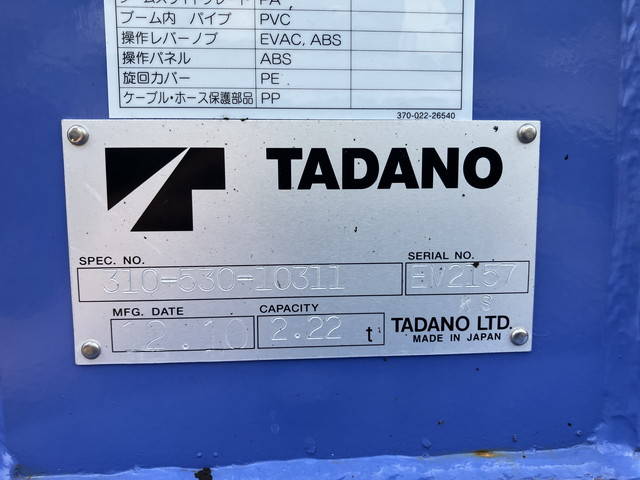 PA,
ブーム内 パイプ PVC
操作レバーノブ EVAC, ABS
操作パネル ABS
旋回カバー PE
ケーブル・ホース保護部品 PP
370-022-26540
TADANO
SPEC. NO. SERIAL NO.
310-530-10311 EV2157
KS
MFG. DATE CAPACITY
12.10 2.22 t
TADANO LTD.
MADE IN JAPAN